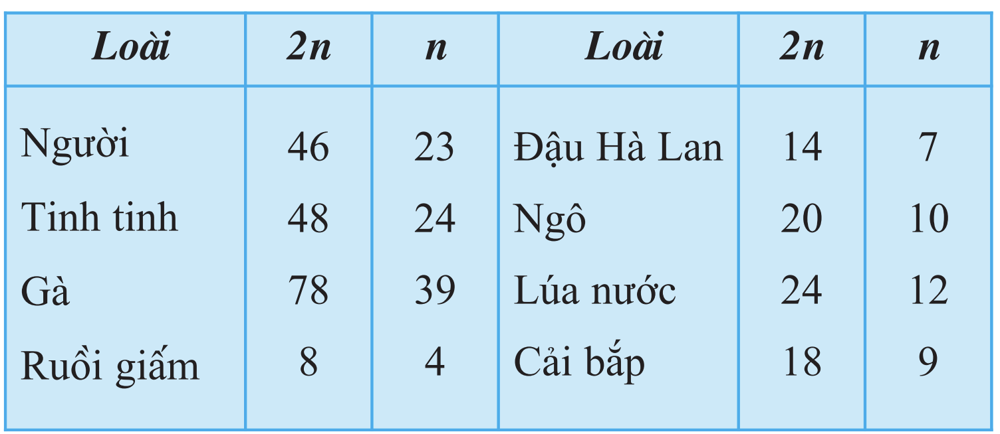 Loài 2n n Loài 2n n
Người 46 23 Đậu Hà Lan 14 7
Tinh tinh 48 24 Ngô 20 10
Gà 78 39 Lúa nước 24 12
Ruồi giấm 8 4 Cải bắp 18 9